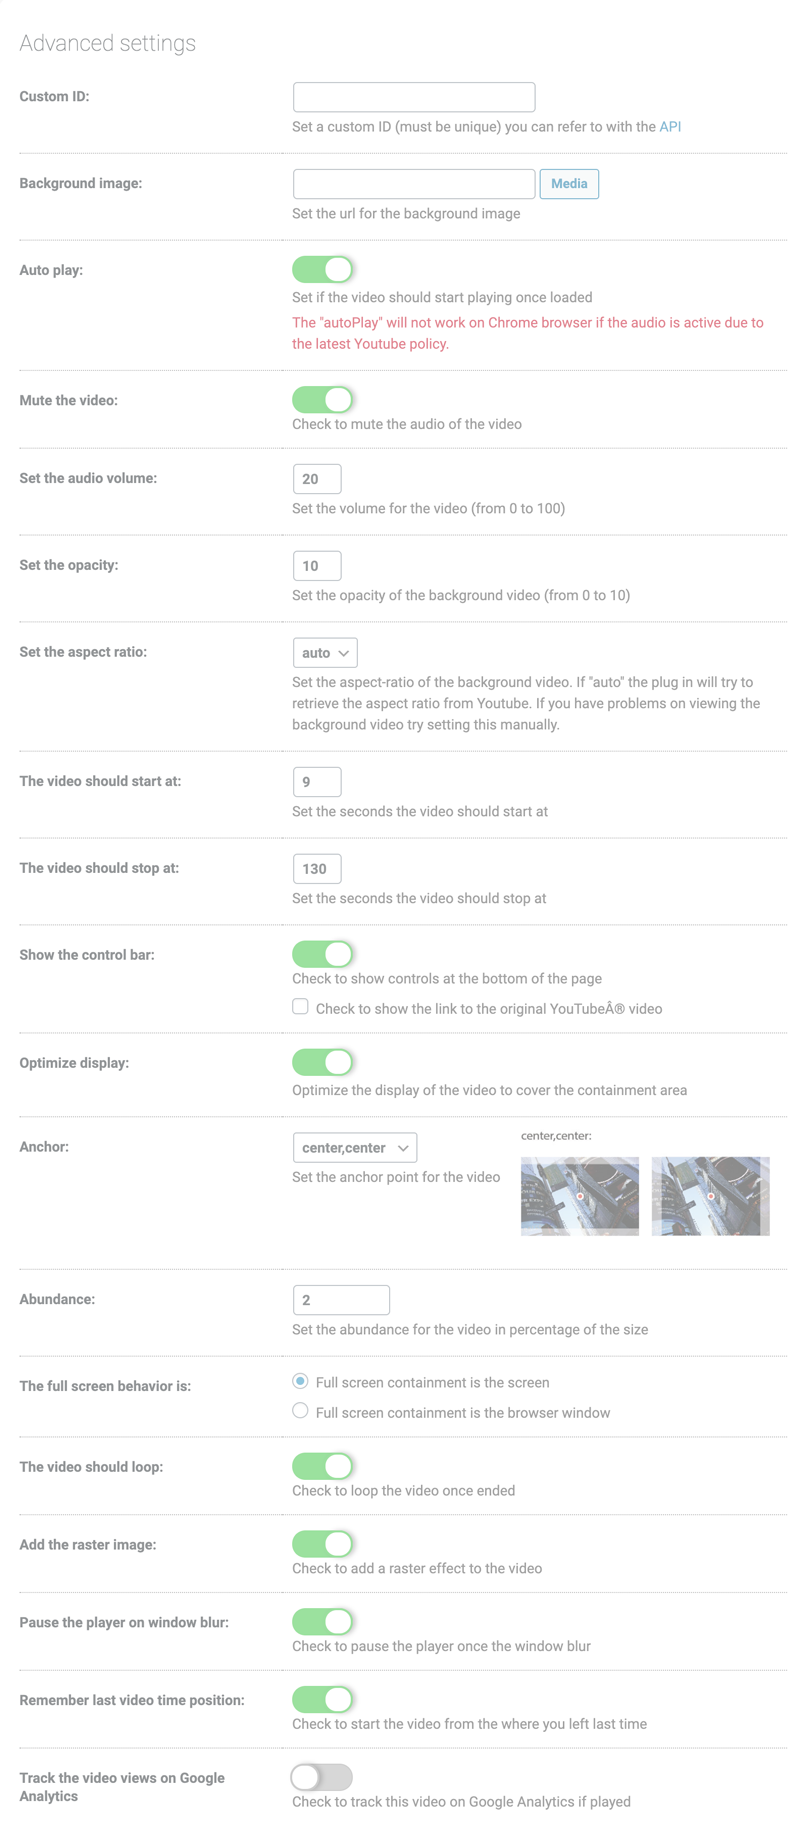 Advanced settings
Custom ID:
Set a custom ID (must be unique) you can refer to with the API
Background image:
Media
Set the url for the background image
Auto play:
Set if the video should start playing once loaded
The "autoPlay" will not work on Chrome browser if the audio is active due to
the latest Youtube policy.
Mute the video:
Check to mute the audio of the video
Set the audio volume:
20
Set the volume for the video (from 0 to 100)
Set the opacity:
10
Set the opacity of the background video (from 0 to 10)
Set the aspect ratio:
auto
Set the aspect-ratio of the background video. If "auto" the plug in will try to
retrieve the aspect ratio from Youtube. If you have problems on viewing the
background video try setting this manually.
The video should start at:
9
Set the seconds the video should start at
The video should stop at:
130
Set the seconds the video should stop at
Show the control bar:
Check to show controls at the bottom of the page
Check to show the link to the original YouTubeÂ® video
Optimize display:
Optimize the display of the video to cover the containment area
Anchor:
center,center
Set the anchor point for the video
center,center:
Abundance:
2
Set the abundance for the video in percentage of the size
The full screen behavior is:
Full screen containment is the screen
Full screen containment is the browser window
The video should loop:
Check to loop the video once ended
Add the raster image:
Check to add a raster effect to the video
Pause the player on window blur:
Check to pause the player once the window blur
Remember last video time position:
Check to start the video from the where you left last time
Track the video views on Google
Analytics
Check to track this video on Google Analytics if played